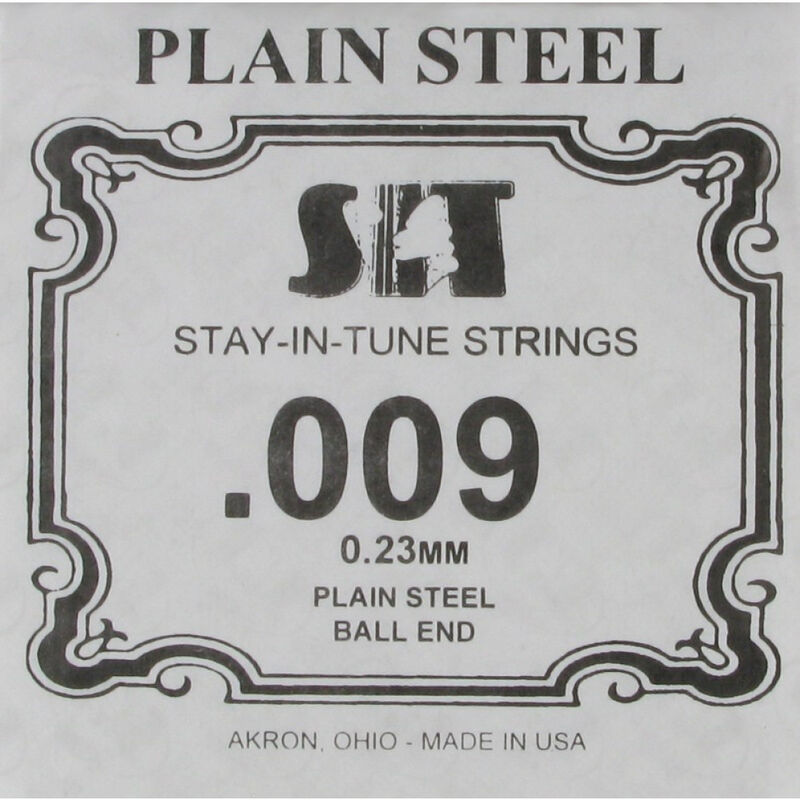 PLAIN STEEL
SIT
STAY-IN-TUNE STRINGS
.009
0.23MM
PLAIN STEEL
BALL END
AKRON, OHIO - MADE IN USA